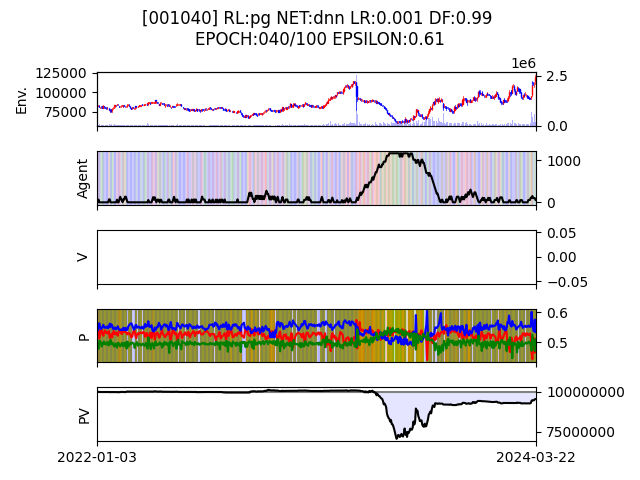 [001040] RL:pg NET:dnn LR:0.001 DF:0.99
EPOCH:040/100 EPSILON:0.61
1e6
125000
100000
75000
Env.
2.5
0.0
Agent
1000
0
V
0.05
0.00
−0.05
P
0.6
0.5
PV
100000000
75000000
2022-01-03
2024-03-22